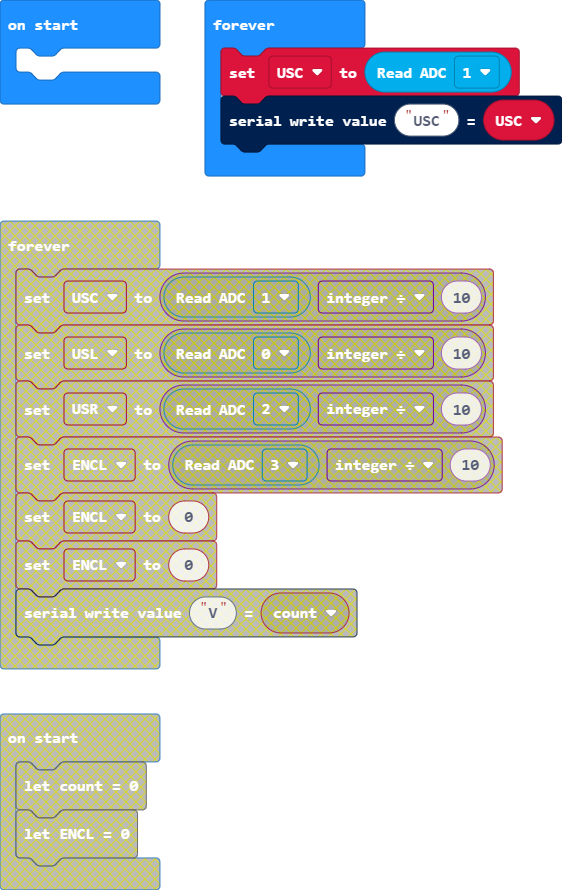 on start
forever
set USC to Read ADC 1
serial write value "USC" = USC
forever
set USC to Read ADC 1 integer ÷ 10
set USL to Read ADC 0 integer ÷ 10
set USR to Read ADC 2 integer ÷ 10
set ENCL to Read ADC 3 integer ÷ 10
set ENCL to 0
set ENCL to 0
serial write value "V" = count
on start
let count = 0
let ENCL = 0